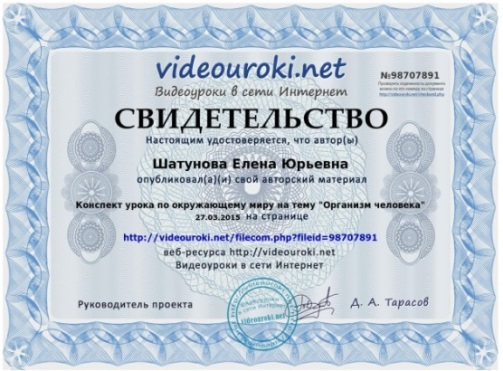 videouroki.net
Видеоуроки в сети Интернет
№98707891
СВИДЕТЕЛЬСТВО
Настоящим удостоверяется, что автор(ы)
Шатунова Елена Юрьевна
опубликовал(а)(и) свой авторский материал
Конспект урока по окружающему миру на тему "Организм человека"
27.03.2015 на странице
http://videouroki.net/filecom.php?fileid=98707891
веб-ресурса http://videouroki.net
Видеоуроки в сети Интернет
Руководитель проекта
videouroki.net
Д. А. Тарасов